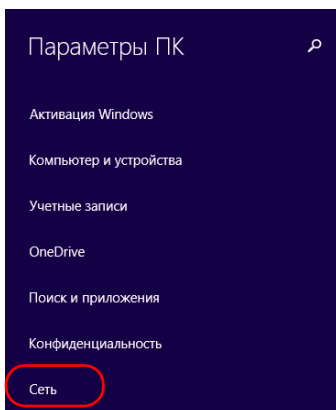 Параметры ПК
Активация Windows
Компьютер и устройства
Учетные записи
OneDrive
Поиск и приложения
Конфиденциальность
Сеть